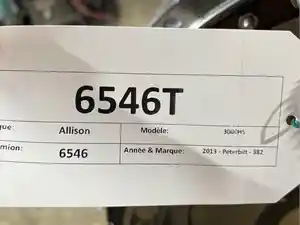 6546T
que: Allison Modèle: 3000HS
mion: 6546 Année & Marque: 2013 - Peterbilt - 382